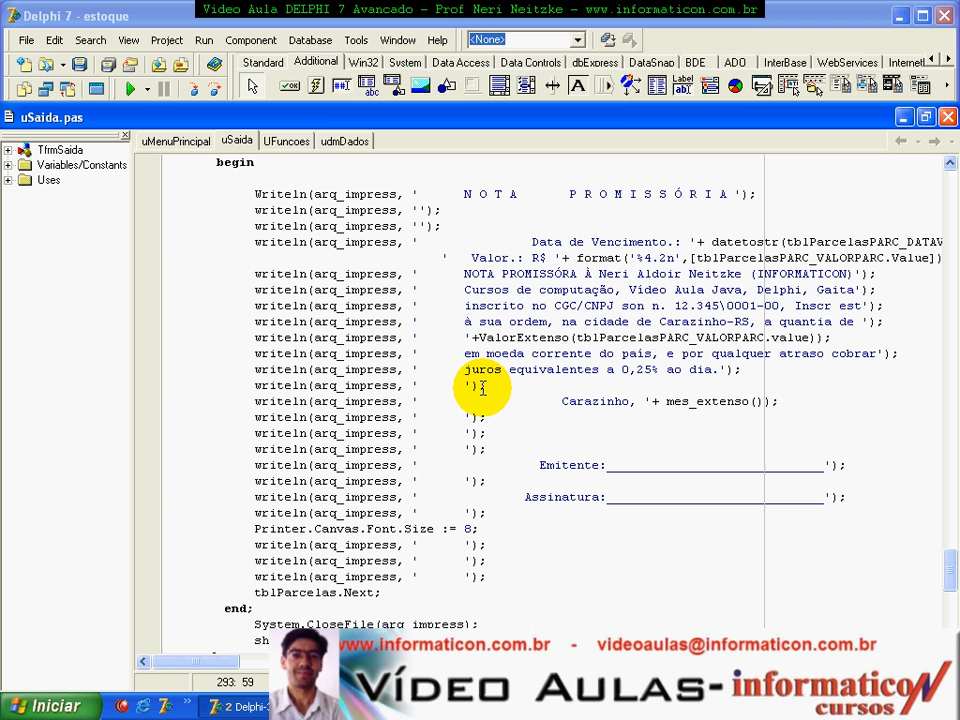 Delphi 7 - estoque
Video Aula DELPHI 7 Avancado - Prof Neri Neitzke - www.informaticon.com.br
File Edit Search View Project Run Component Database Tools Window Help <None>
Standard Additional Win32 System Data Access Data Controls dbExpress DataSnap BDE ADO InterBase WebServices Internet
uSaida.pas
TfrmSaida
Variables/Constants
Uses
uMenuPrincipal uSaida UFuncoes udmDados
begin
Writeln(arq_impress, ' N O T A P R O M I S S Ó R I A ');
writeln(arq_impress, '');
writeln(arq_impress, '');
writeln(arq_impress, ' Data de Vencimento.: '+ datetostr(tblParcelasPARC_DATAV
' Valor.: R$ '+ format('%4.2n',[tblParcelasPARC_VALORPARC.Value])
writeln(arq_impress, ' NOTA PROMISSÓRA À Neri Aldoir Neitzke (INFORMATICON)');
writeln(arq_impress, ' Cursos de computação, Vídeo Aula Java, Delphi, Gaita');
writeln(arq_impress, ' inscrito no CGC/CNPJ son n. 12.345\0001-00, Inscr est');
writeln(arq_impress, ' à sua ordem, na cidade de Carazinho-RS, a quantia de ');
writeln(arq_impress, ' '+ValorExtenso(tblParcelasPARC_VALORPARC.value));
writeln(arq_impress, ' em moeda corrente do país, e por qualquer atraso cobrar');
writeln(arq_impress, ' juros equivalentes a 0,25% ao dia.');
writeln(arq_impress, ' ');
writeln(arq_impress, ' Carazinho, '+ mes_extenso());
writeln(arq_impress, ' ');
writeln(arq_impress, ' ');
writeln(arq_impress, ' ');
writeln(arq_impress, ' Emitente:_____________________________');
writeln(arq_impress, ' ');
writeln(arq_impress, ' Assinatura:_____________________________');
writeln(arq_impress, ' ');
Printer.Canvas.Font.Size := 8;
writeln(arq_impress, ' ');
writeln(arq_impress, ' ');
writeln(arq_impress, ' ');
tblParcelas.Next;
end;
System.CloseFile(arq_impress);
sh
www.informaticon.com.br - videoaulas@informaticon.com.br
293: 59
VÍDEO AULAS- informaticon
cursos
Iniciar
2 Delphi